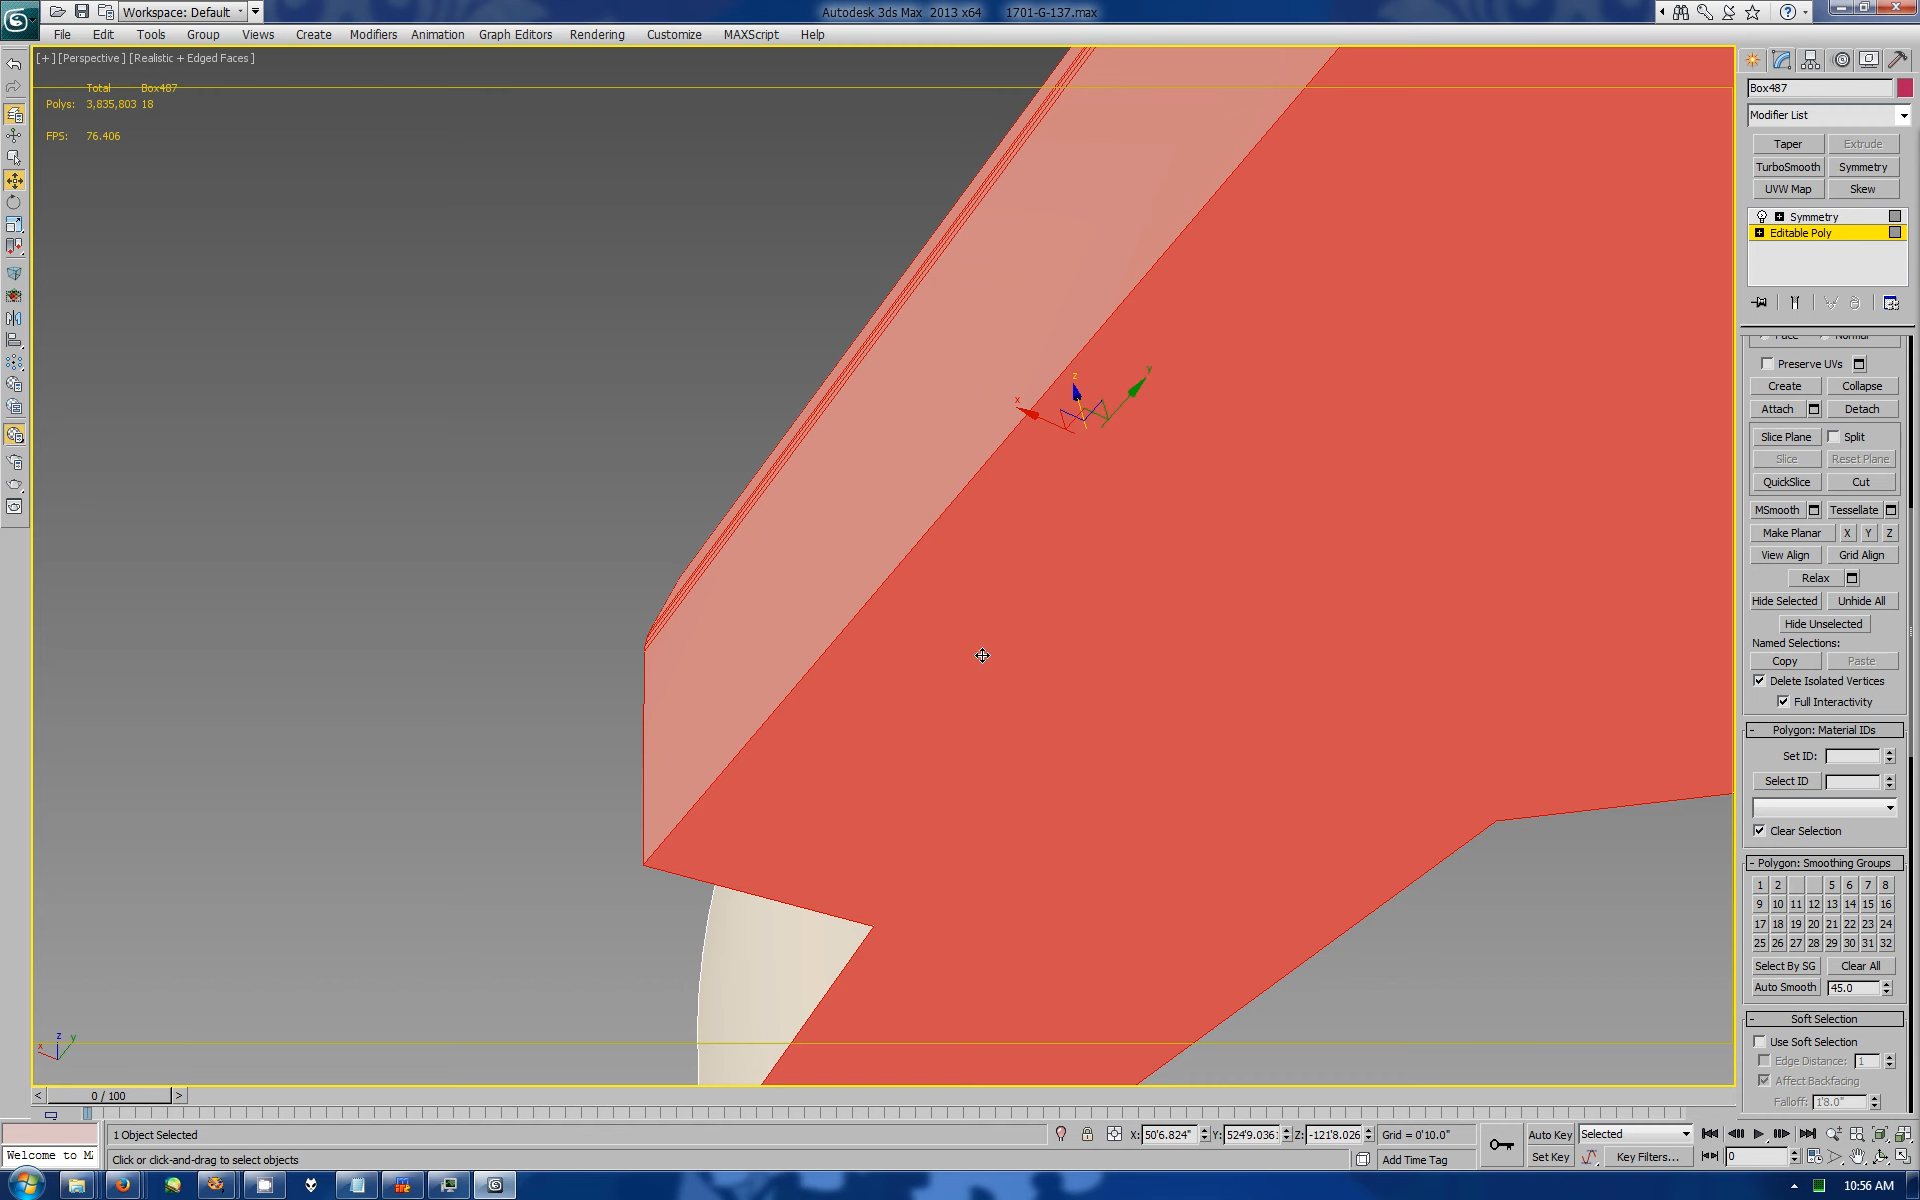 Workspace: Default
Autodesk 3ds Max 2013 x64 1701-G-137.max
File Edit Tools Group Views Create Modifiers Animation Graph Editors Rendering Customize MAXScript Help
[+] [Perspective ] [Realistic + Edged Faces ]
Total Box487
Polys: 3,835,803 18
FPS: 76.406
x z y
z y
x
Box487
Modifier List
Taper Extrude
TurboSmooth Symmetry
UVW Map Skew
Symmetry
Editable Poly
Preserve UVs
Create Collapse
Attach Detach
Slice Plane Split
Slice Reset Plane
QuickSlice Cut
MSmooth Tessellate
Make Planar X Y Z
View Align Grid Align
Relax
Hide Selected Unhide All
Hide Unselected
Named Selections:
Copy Paste
Delete Isolated Vertices
Full Interactivity
- Polygon: Material IDs
Set ID:
Select ID
Clear Selection
- Polygon: Smoothing Groups
1 2 5 6 7 8
9 10 11 12 13 14 15 16
17 18 19 20 21 22 23 24
25 26 27 28 29 30 31 32
Select By SG Clear All
Auto Smooth 45.0
- Soft Selection
Use Soft Selection
Edge Distance: 1
Affect Backfacing
Falloff: 1'8.0"
< 0 / 100 >
1 Object Selected X: 50'6.824" Y: 524'9.036 Z: -121'8.026 Grid = 0'10.0" Auto Key Selected
Welcome to M Click or click-and-drag to select objects Add Time Tag Set Key Key Filters... 0
10:56 AM